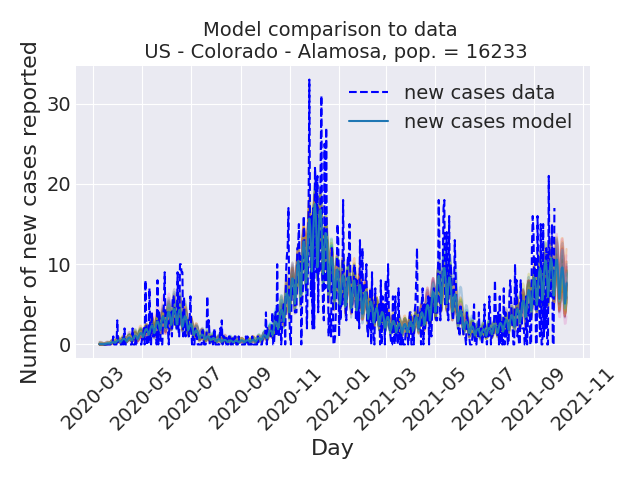 Model comparison to data
US - Colorado - Alamosa, pop. = 16233
new cases data
new cases model
Number of new cases reported
30
20
10
0
2020-03
2020-05
2020-07
2020-09
2020-11
2021-01
2021-03
2021-05
2021-07
2021-09
2021-11
Day